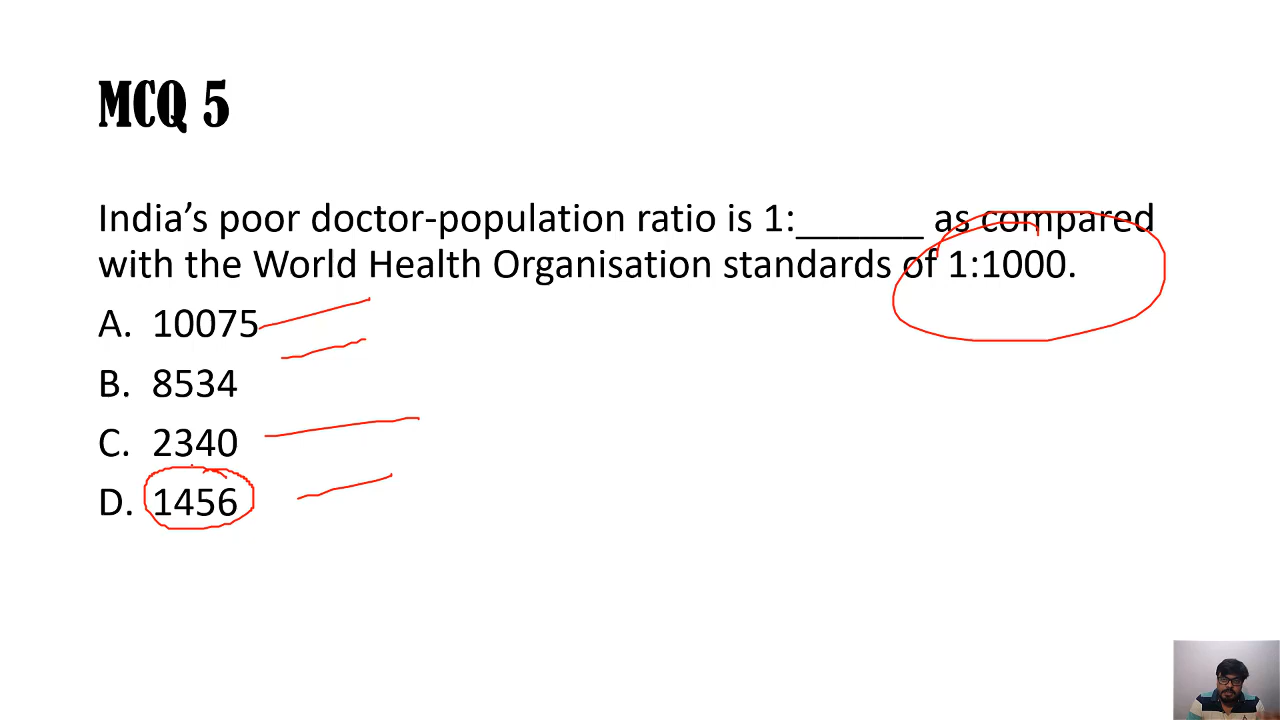 MCQ 5
India’s poor doctor-population ratio is 1:______ as compared
with the World Health Organisation standards of 1:1000.
A. 10075
B. 8534
C. 2340
D. 1456